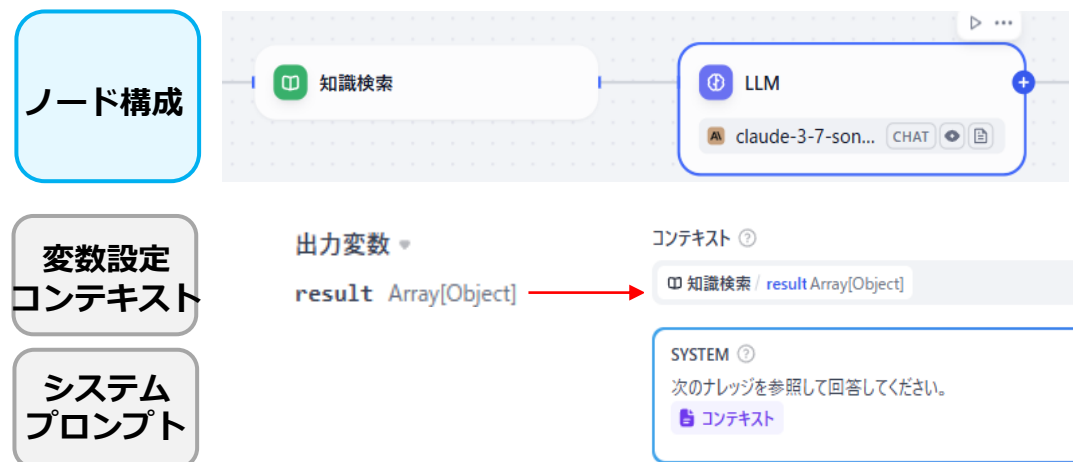 ノード構成
知識検索
LLM
claude-3-7-son... CHAT
変数設定
コンテキスト
出力変数
result Array[Object]
コンテキスト
知識検索 / result Array[Object]
システム
プロンプト
SYSTEM
次のナレッジを参照して回答してください。
コンテキスト